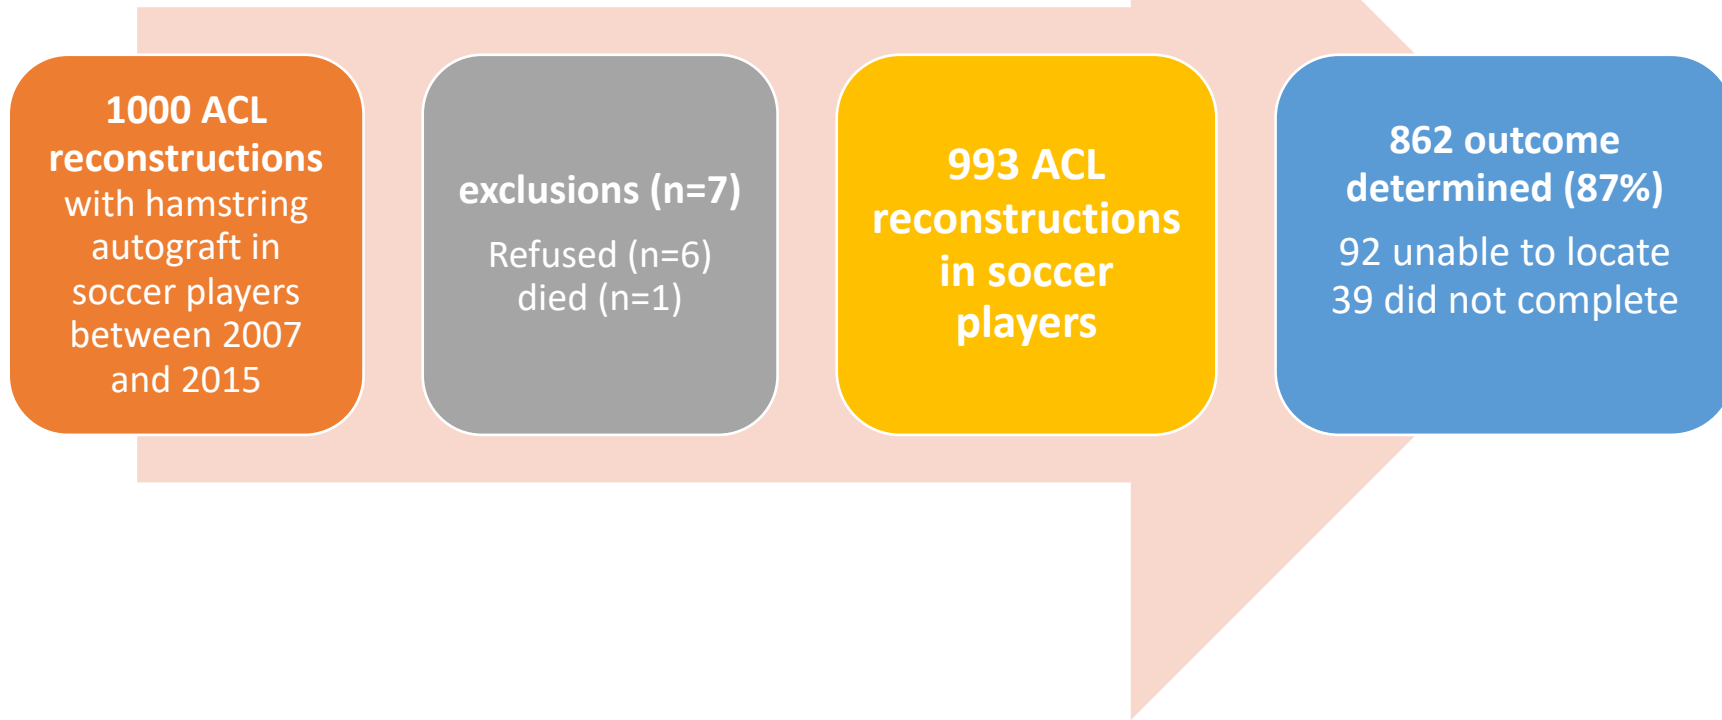 1000 ACL
reconstructions
with hamstring
autograft in
soccer players
between 2007
and 2015
exclusions (n=7)
Refused (n=6)
died (n=1)
993 ACL
reconstructions
in soccer
players
862 outcome
determined (87%)
92 unable to locate
39 did not complete